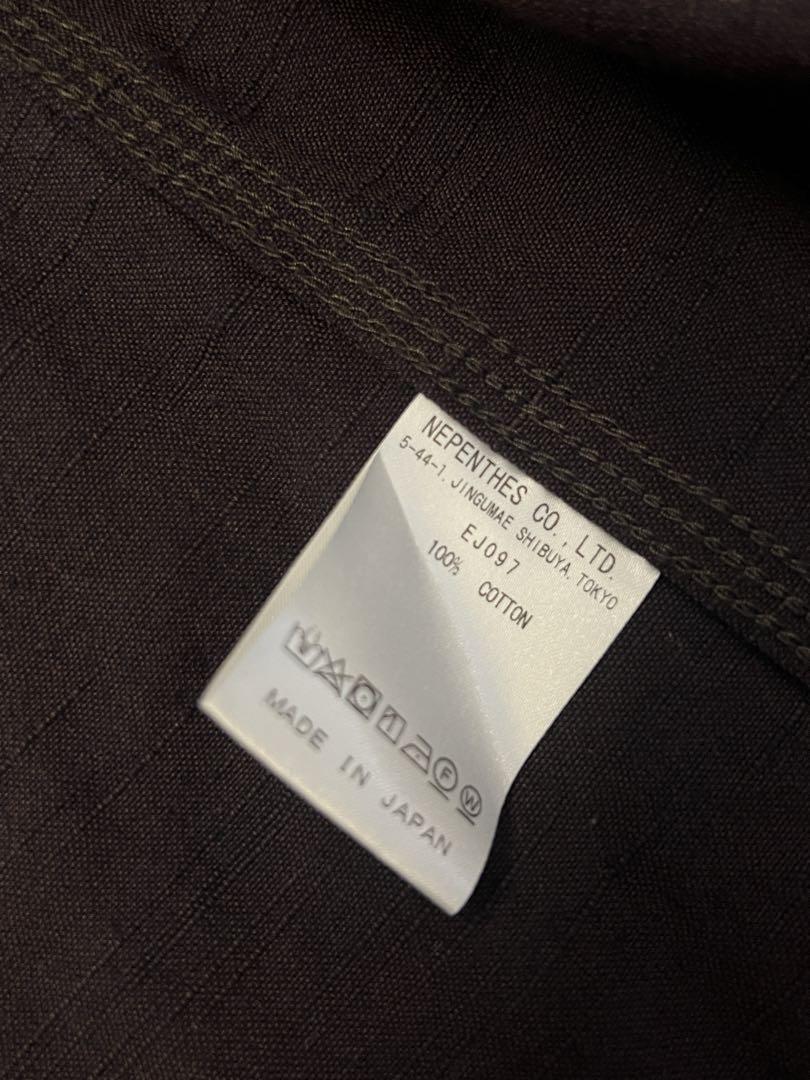 NEPENTHES CO., LTD.
5-44-1, JINGUMAE SHIBUYA, TOKYO
EJ097
100% COTTON
F W
MADE IN JAPAN